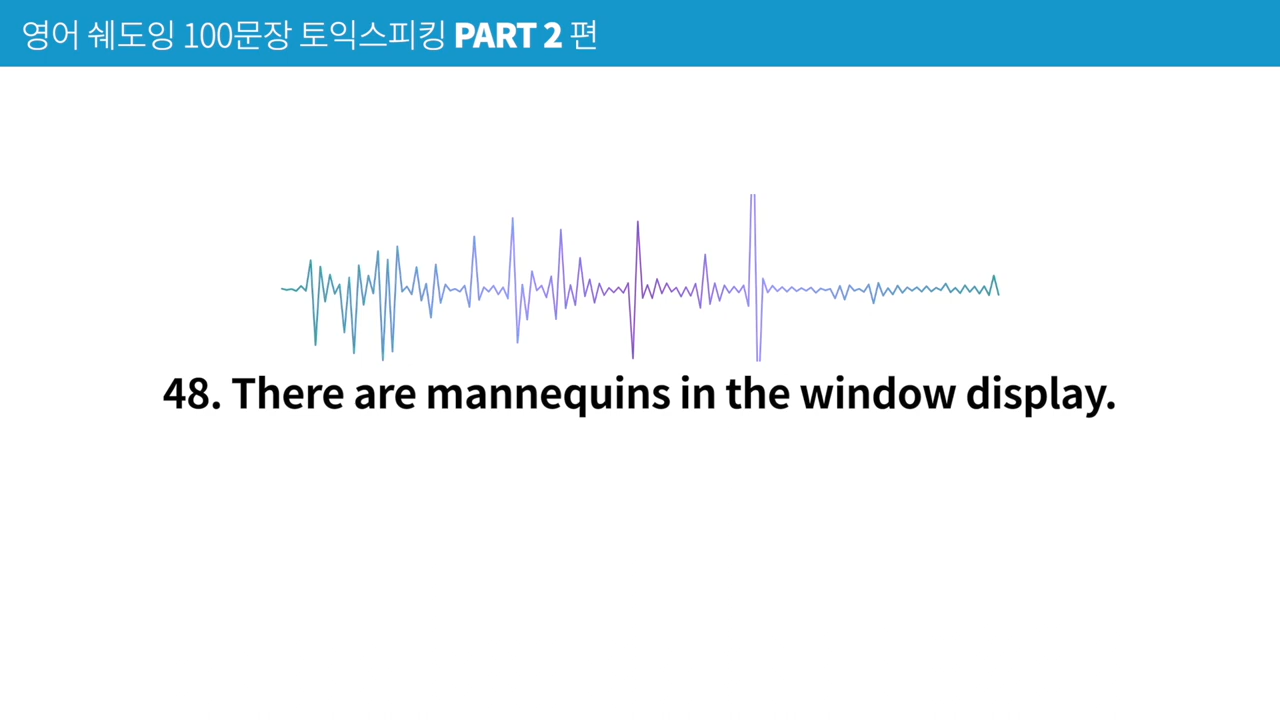 영어 쉐도잉 100문장 토익스피킹 PART 2 편
48. There are mannequins in the window display.